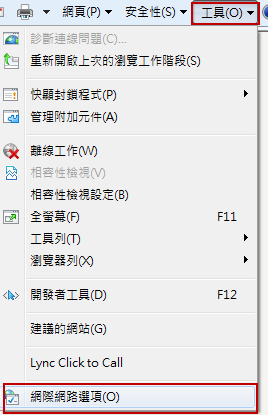 網頁(P) 安全性(S) 工具(O)
診斷連線問題(C)...
重新開啟上次的瀏覽工作階段(S)
快顯封鎖程式(P)
管理附加元件(A)
離線工作(W)
相容性檢視(V)
相容性檢視設定(B)
全螢幕(F) F11
工具列(T)
瀏覽器列(X)
開發者工具(D) F12
建議的網站(G)
Lync Click to Call
網際網路選項(O)